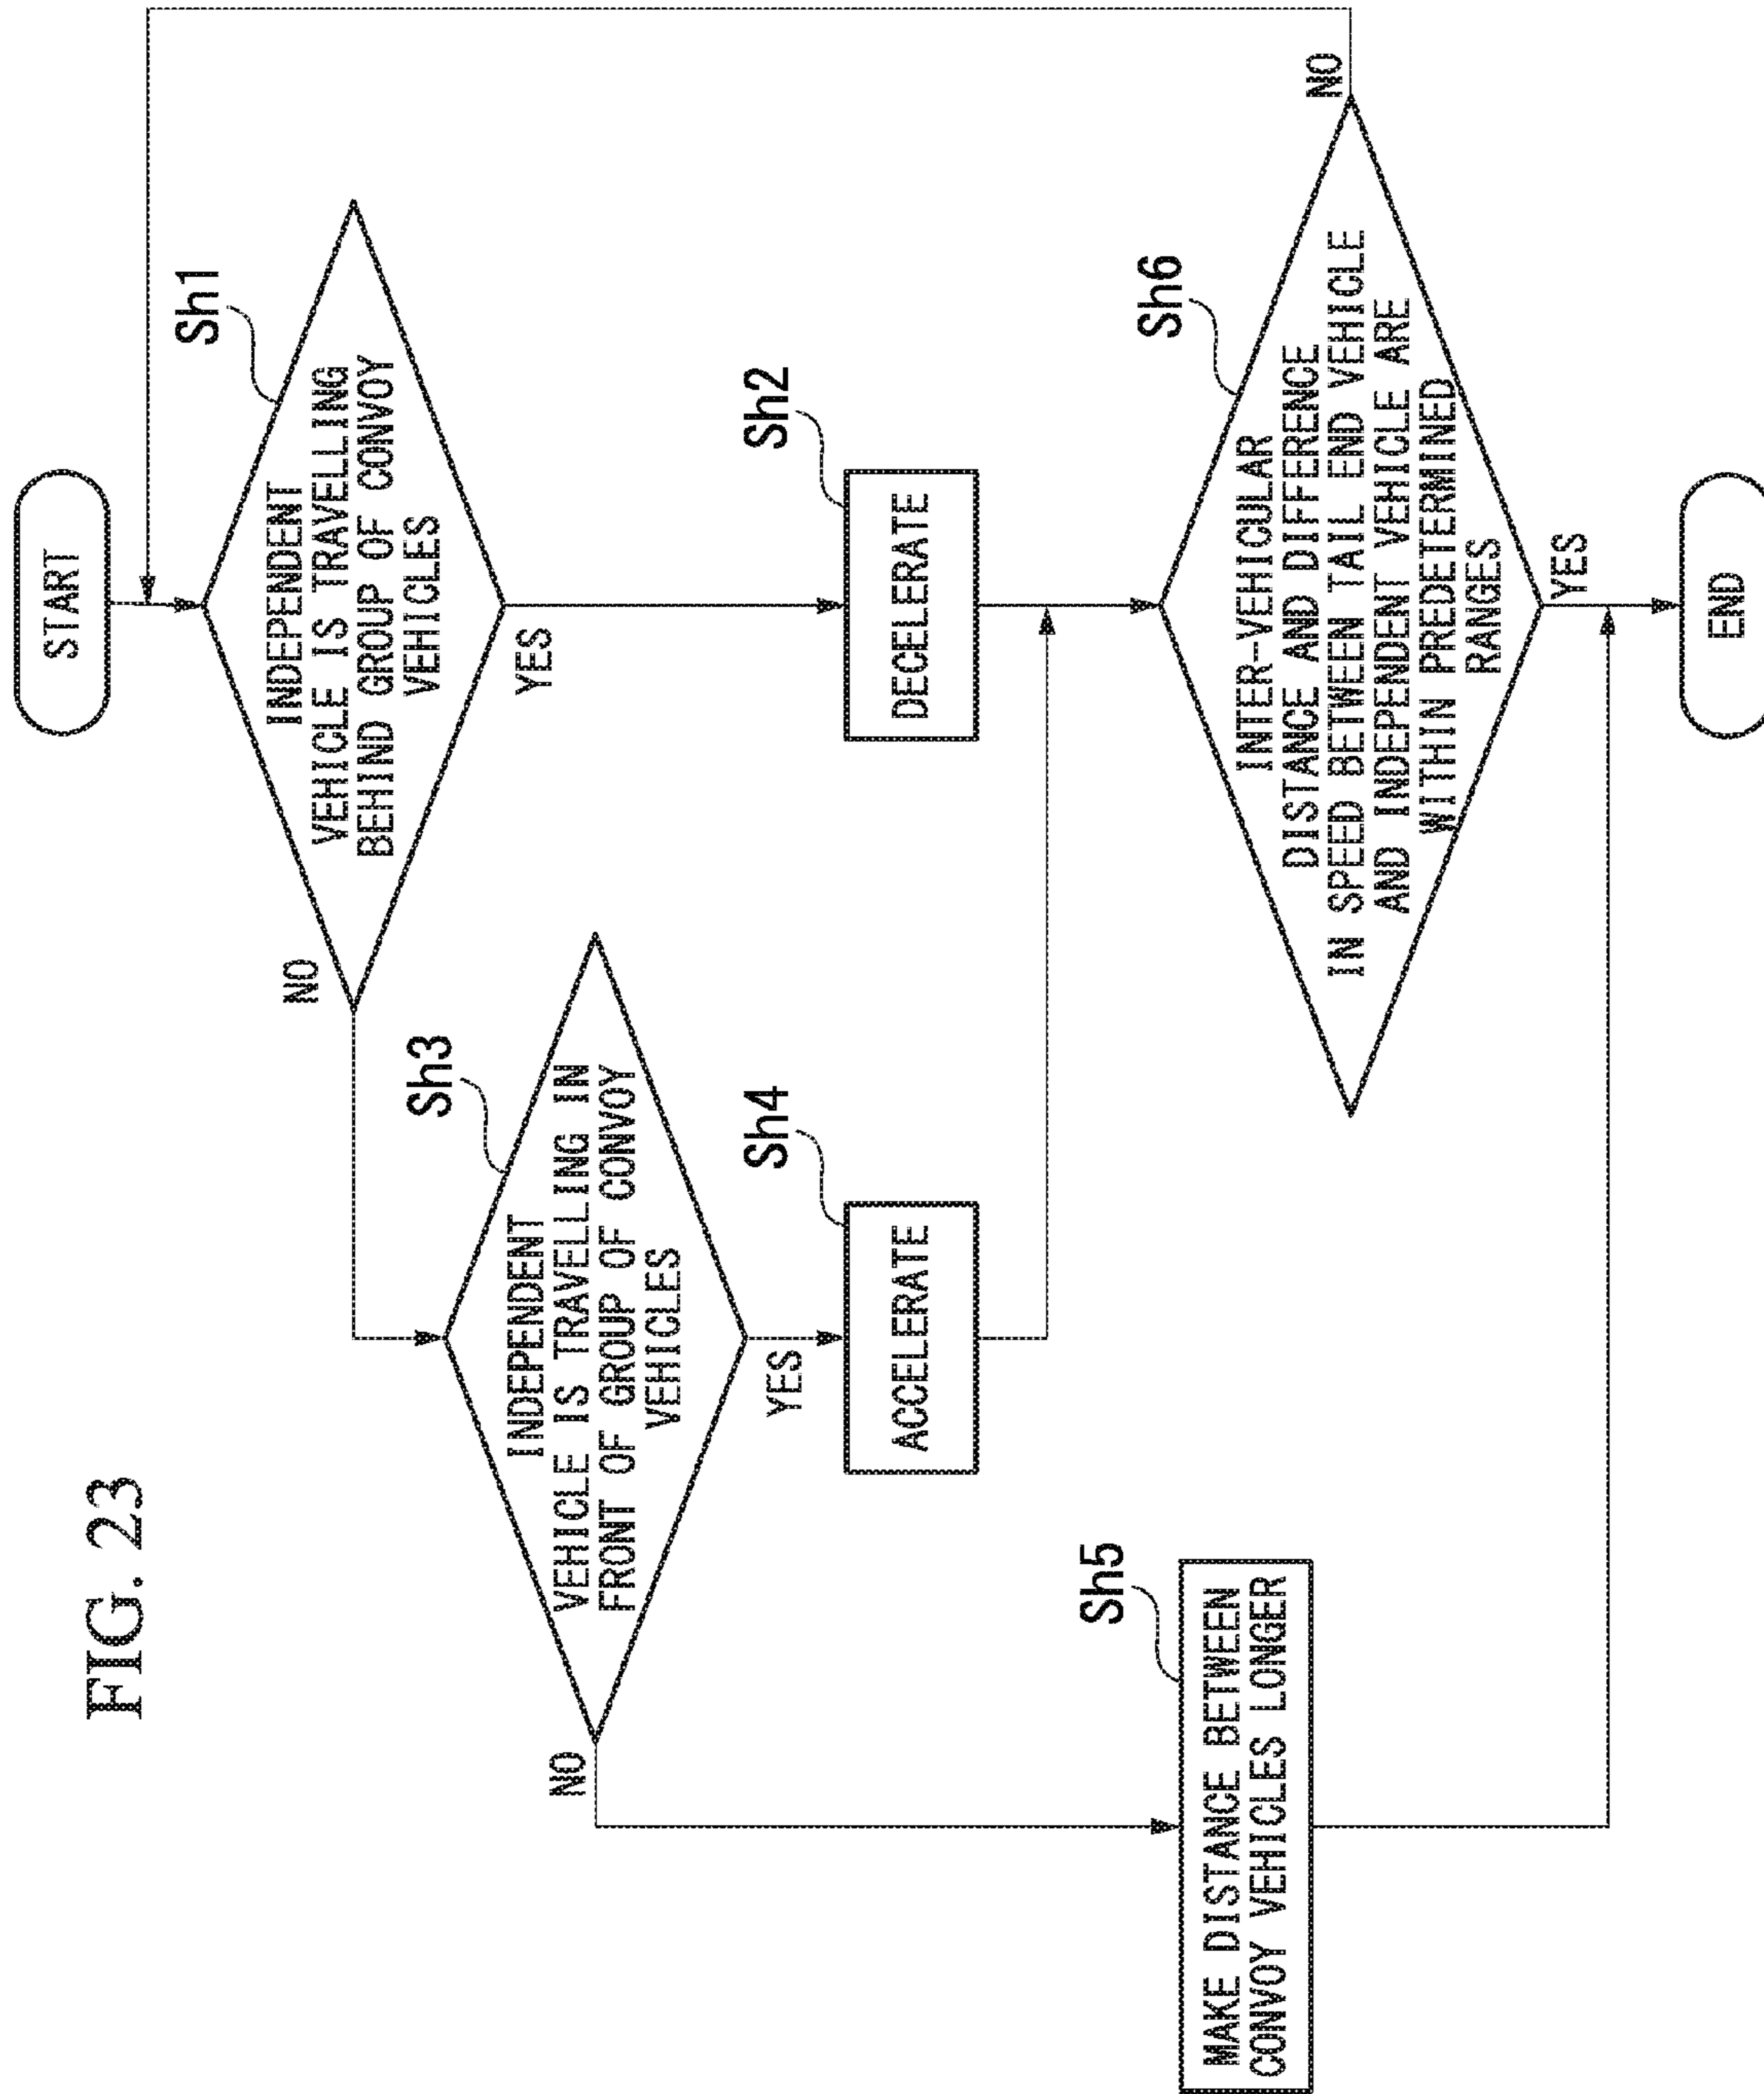 FIG. 23
START
Sh1
INDEPENDENT
VEHICLE IS TRAVELLING
BEHIND GROUP OF CONVOY
VEHICLES
NO
YES
Sh3
INDEPENDENT
VEHICLE IS TRAVELLING IN
FRONT OF GROUP OF CONVOY
VEHICLES
NO
YES
Sh2
DECELERATE
Sh4
ACCELERATE
Sh5
MAKE DISTANCE BETWEEN
CONVOY VEHICLES LONGER
Sh6
INTER-VEHICULAR
DISTANCE AND DIFFERENCE
IN SPEED BETWEEN TAIL END VEHICLE
AND INDEPENDENT VEHICLE ARE
WITHIN PREDETERMINED
RANGES
NO
YES
END